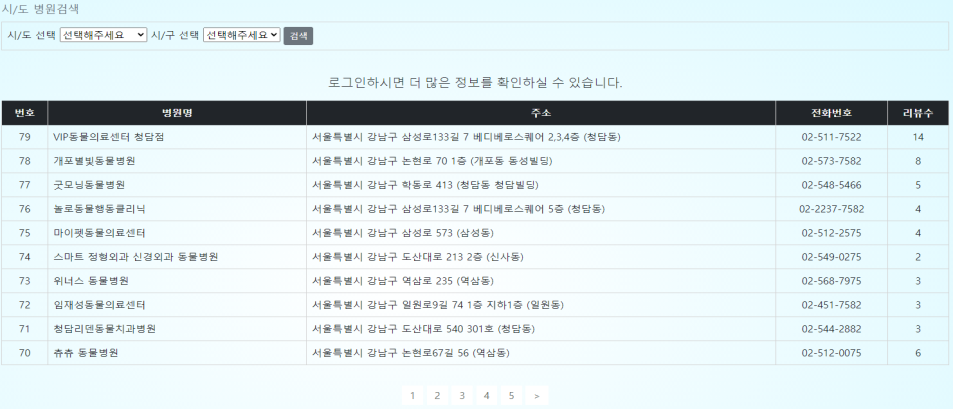 시/도 병원검색
시/도 선택 선택해주세요 시/구 선택 선택해주세요 검색
로그인하시면 더 많은 정보를 확인하실 수 있습니다.
번호 병원명 주소 전화번호 리뷰수
79 VIP동물의료센터 청담점 서울특별시 강남구 삼성로133길 7 베디베로스퀘어 2,3,4층 (청담동) 02-511-7522 14
78 개포별빛동물병원 서울특별시 강남구 논현로 70 1층 (개포동 동성빌딩) 02-573-7582 8
77 굿모닝동물병원 서울특별시 강남구 학동로 413 (청담동 청담빌딩) 02-548-5466 5
76 놀로동물행동클리닉 서울특별시 강남구 삼성로133길 7 베디베로스퀘어 5층 (청담동) 02-2237-7582 4
75 마이펫동물의료센터 서울특별시 강남구 삼성로 573 (삼성동) 02-512-2575 4
74 스마트 정형외과 신경외과 동물병원 서울특별시 강남구 도산대로 213 2층 (신사동) 02-549-0275 2
73 위너스 동물병원 서울특별시 강남구 역삼로 235 (역삼동) 02-568-7975 3
72 임재성동물의료센터 서울특별시 강남구 일원로9길 74 1층 지하1층 (일원동) 02-451-7582 3
71 청담리덴동물치과병원 서울특별시 강남구 도산대로 540 301호 (청담동) 02-544-2882 3
70 츄츄 동물병원 서울특별시 강남구 논현로67길 56 (역삼동) 02-512-0075 6
1 2 3 4 5 >